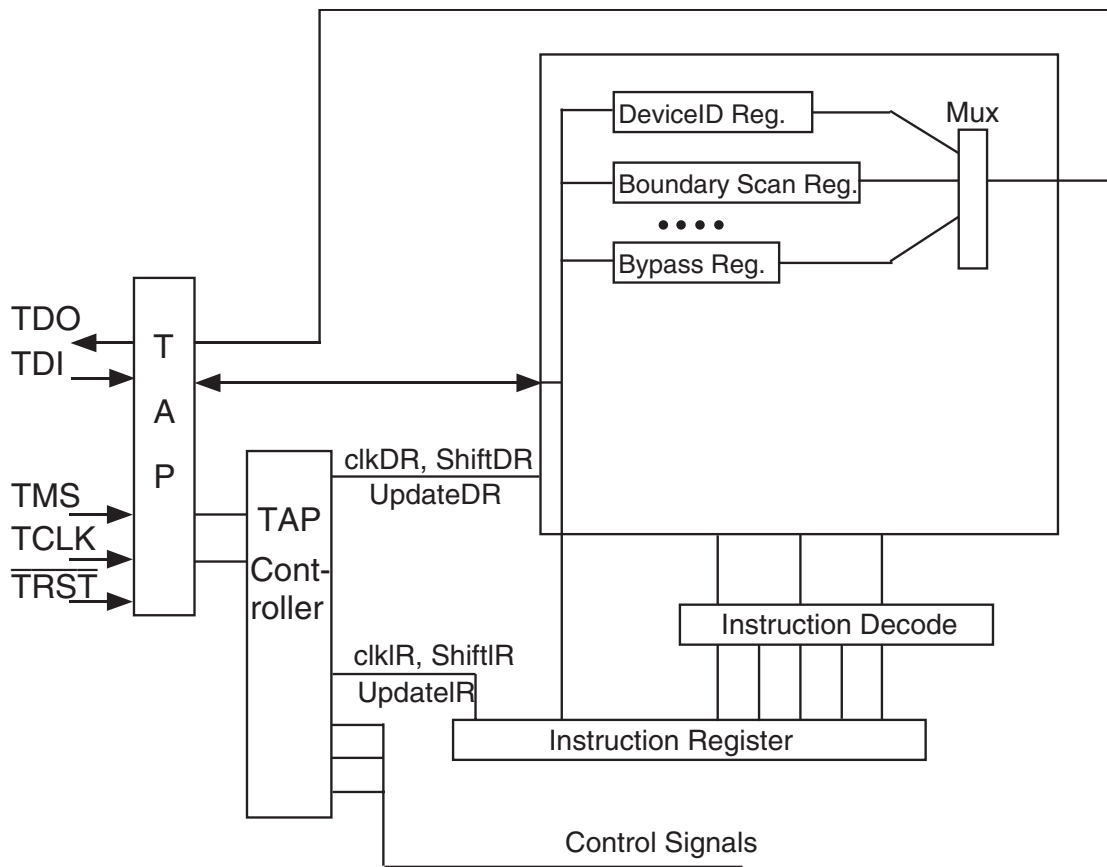 DeviceID Reg.
Mux
Boundary Scan Reg.
Bypass Reg.
TDO
TDI
T
A
P
TMS
TCLK
TRST
TAP
Cont-
roller
clkDR, ShiftDR
UpdateDR
Instruction Decode
clkIR, ShiftIR
UpdateIR
Instruction Register
Control Signals